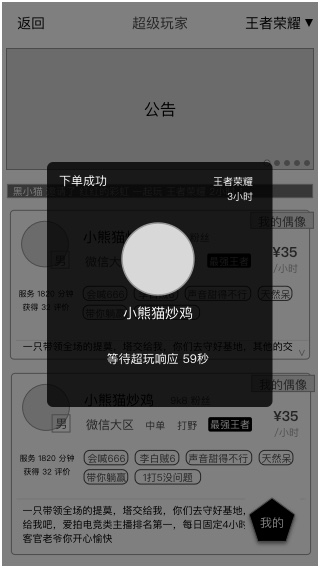 返回
超级玩家
王者荣耀 ▼
公告
黑小猫
下单成功
王者荣耀
3小时
小熊猫炒鸡
等待超玩响应 59秒
我的偶像
小熊猫
粉丝
男
微信大
最强王者
¥35
/小时
服务 1820 分钟
获得 32 评价
会喊666
李白贼6
声音甜得不行
天然呆
带你躺赢
一只带领全场的提莫，塔交给我，你们去守好基地，其他的交
我的偶像
小熊猫炒鸡
9k8 粉丝
男
微信大区 中单 打野 最强王者
¥35
/小时
服务 1820 分钟
获得 32 评价
会喊666
李白贼6
声音甜得不行
天然呆
带你躺赢
1打5没问题
一只带领全场的提莫，塔交给我，你们去守好基地，
给我吧，爱拍电竞类主播排名第一，每日固定4小时
客官老爷你开心愉快
我的